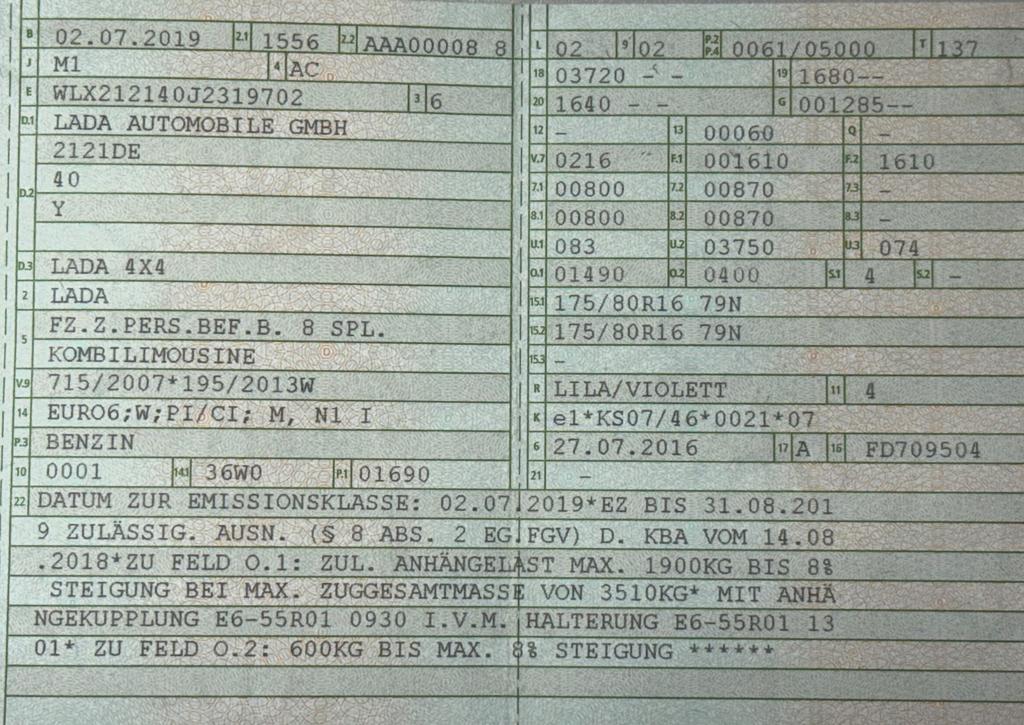 B 02.07.2019 2.1 1556 2.2 AAA00008 8
J M1 4 AC
E WLX212140J2319702 3 6
D.1 LADA AUTOMOBILE GMBH
2121DE
D.2 40
Y
D.3 LADA 4X4
2 LADA
5 FZ.Z.PERS.BEF.B. 8 SPL.
KOMBILIMOUSINE
V.9 715/2007*195/2013W
14 EURO6;W;PI/CI; M, N1 I
P.3 BENZIN
10 0001 14.1 36W0 P.1 01690
L 02 9 02 P.2 P.4 0061/05000 T 137
18 03720 - - 19 1680--
20 1640 - - G 001285--
12 - 13 00060 Q -
V.7 0216 F.1 001610 F.2 1610
7.1 00800 7.2 00870 7.3 -
8.1 00800 8.2 00870 8.3 -
U.1 083 U.2 03750 U.3 074
O.1 01490 O.2 0400 S.1 4 S.2 -
15.1 175/80R16 79N
15.2 175/80R16 79N
15.3 -
R LILA/VIOLETT 11 4
K e1*KS07/46*0021*07
6 27.07.2016 17 A 16 FD709504
21 -
22 DATUM ZUR EMISSIONSKLASSE: 02.07.2019*EZ BIS 31.08.201
9 ZULÄSSIG. AUSN. (§ 8 ABS. 2 EG.FGV) D. KBA VOM 14.08
.2018*ZU FELD O.1: ZUL. ANHÄNGELAST MAX. 1900KG BIS 8%
STEIGUNG BEI MAX. ZUGGESAMTMASSE VON 3510KG* MIT ANHÄ
NGEKUPPLUNG E6-55R01 0930 I.V.M. HALTERUNG E6-55R01 13
01* ZU FELD O.2: 600KG BIS MAX. 8% STEIGUNG ******